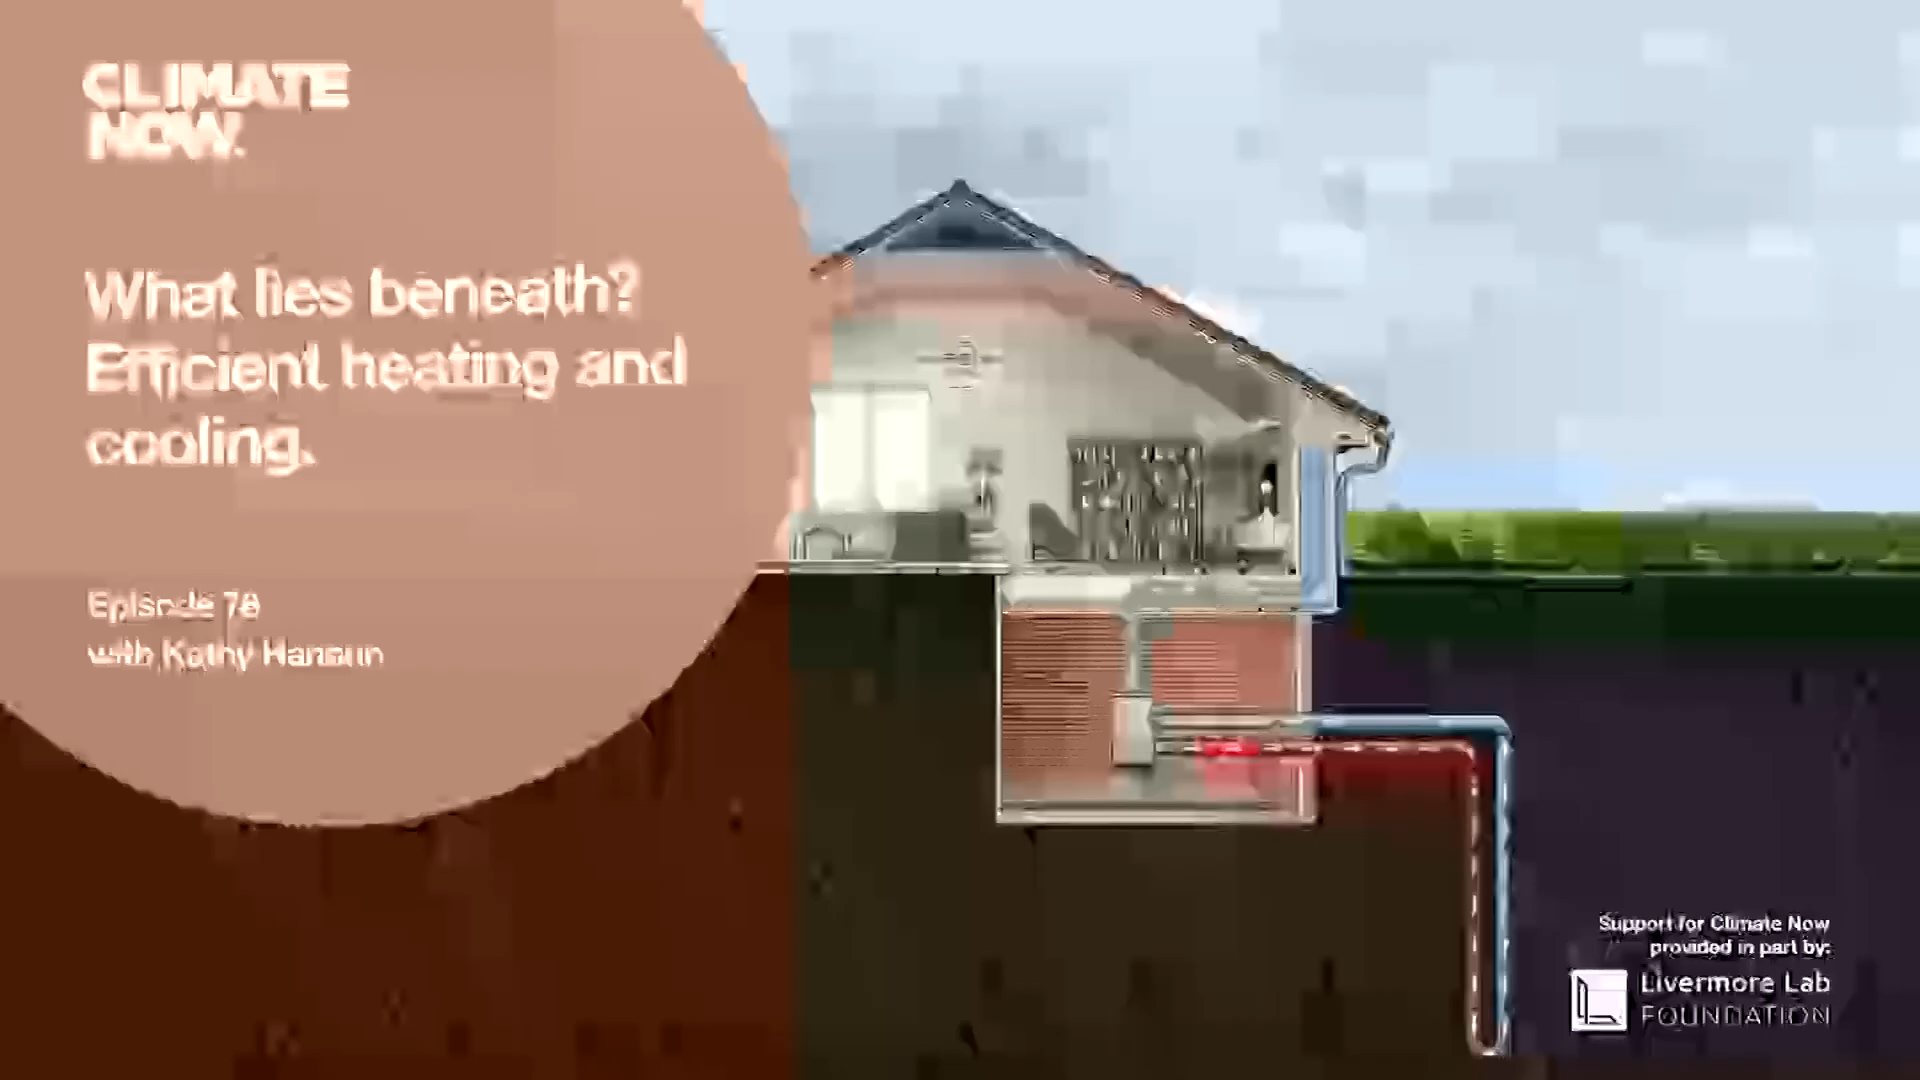 CLIMATE
NOW.
What lies beneath?
Efficient heating and
cooling.
Episode 78
with Kathy Hannun
Support for Climate Now
provided in part by:
Livermore Lab
FOUNDATION